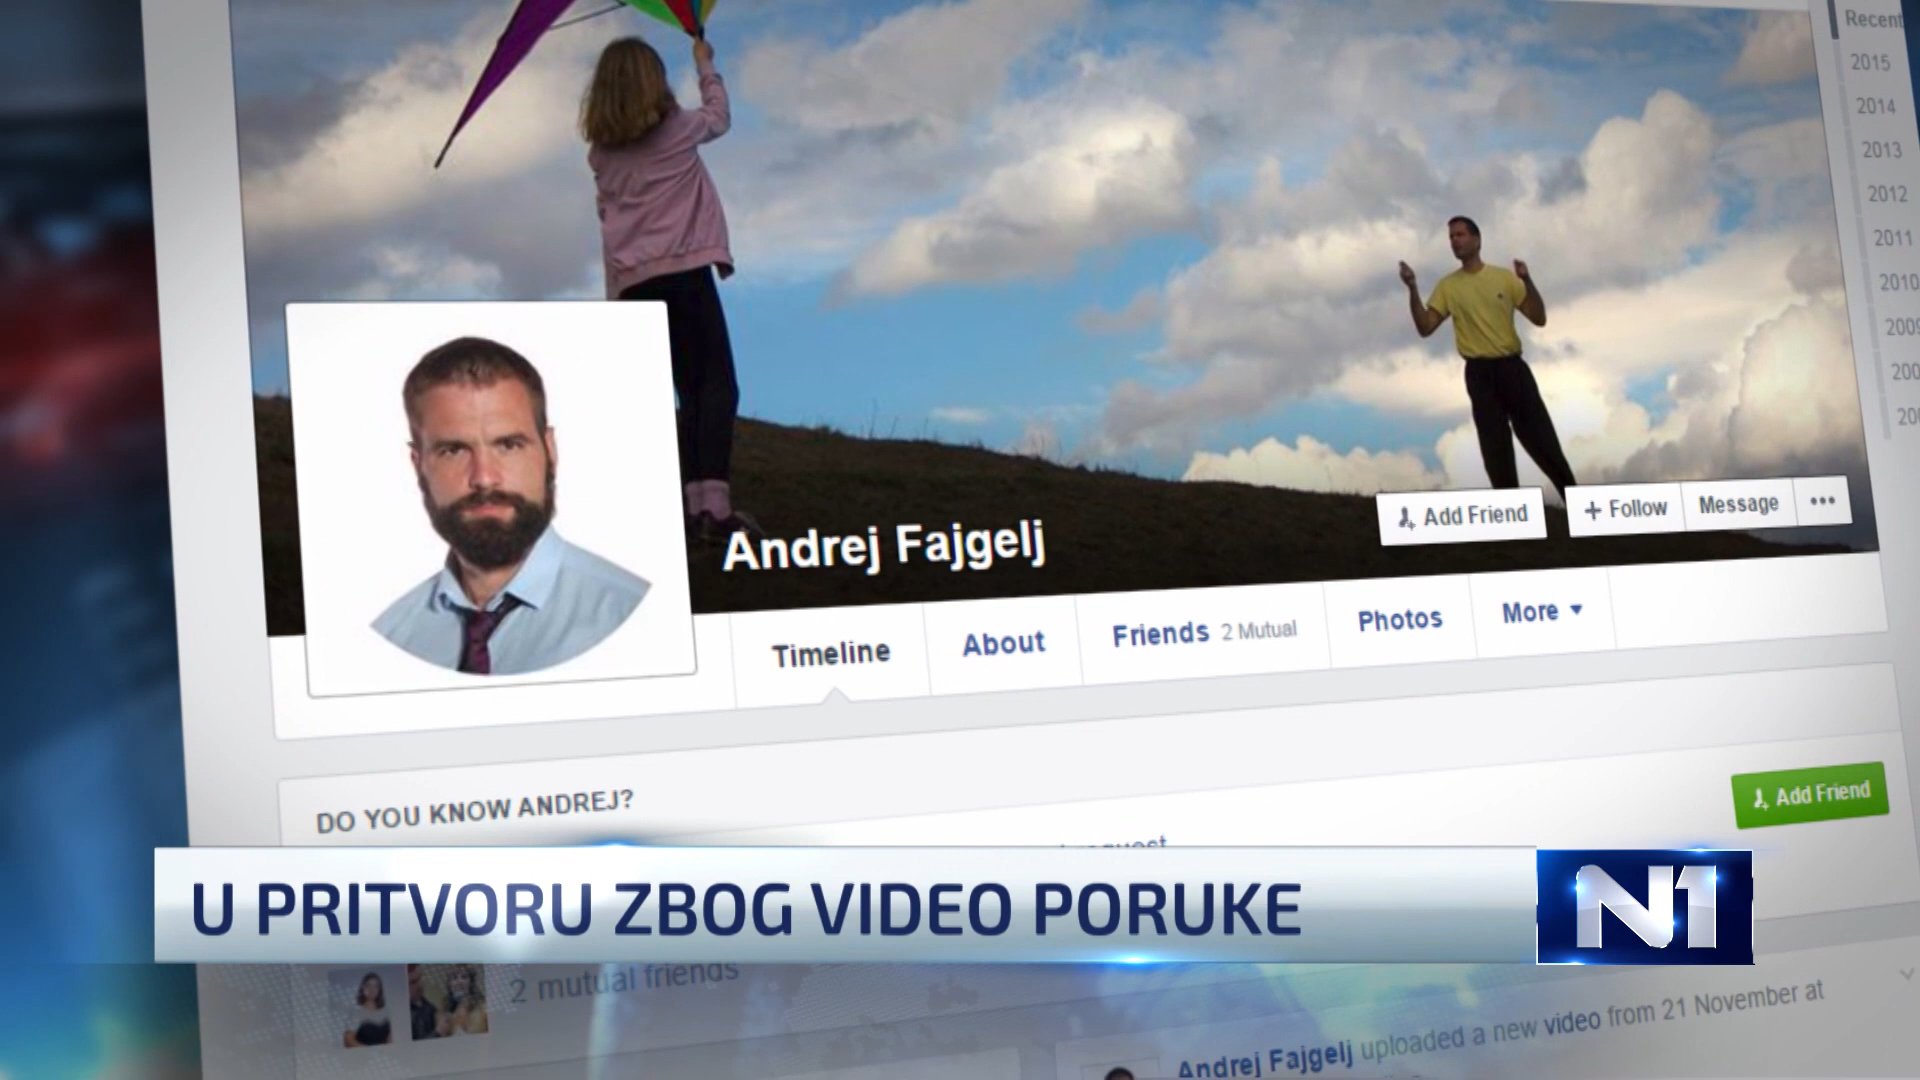 Recent
2015
2014
2013
2012
2011
2010
2009
Andrej Fajgelj
Add Friend
+ Follow
Message
Timeline
About
Friends 2 Mutual
Photos
More
DO YOU KNOW ANDREJ?
Add Friend
U PRITVORU ZBOG VIDEO PORUKE
N1
2 mutual friends
Andrej Fajgelj uploaded a new video from 21 November at